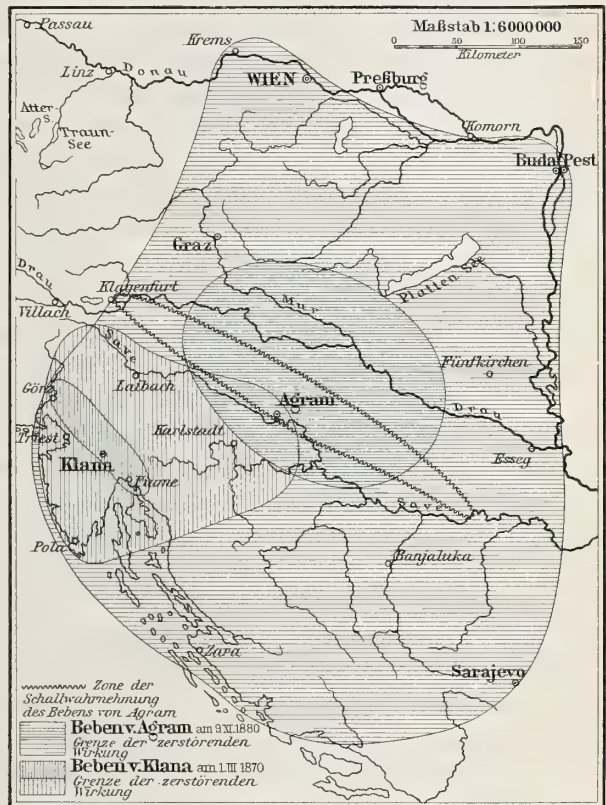 Passau
Krems
Maßstab 1:6000000
0 50 100 150
Kilometer
Linz
Donau
WIEN
Preßburg
Atter-
s.
Traun-
See
Komorn
Buda Pest
Graz
Platten See
Drau
Klagenfurt
Villach
Mur
Save
Laibach
Fünfkirchen
Görz
Agram
Drau
Triest
Karlstadt
Esseg
Klana
Fiume
Save
Pola
Banjaluka
Zara
Sarajevo
Zone der
Schallwahrnehmung
des Bebens von Agram
Beben v. Agram am 9.XI.1880
Grenze der zerstörenden
Wirkung
Beben v. Klana am 1.III 1870
Grenze der zerstörenden
Wirkung